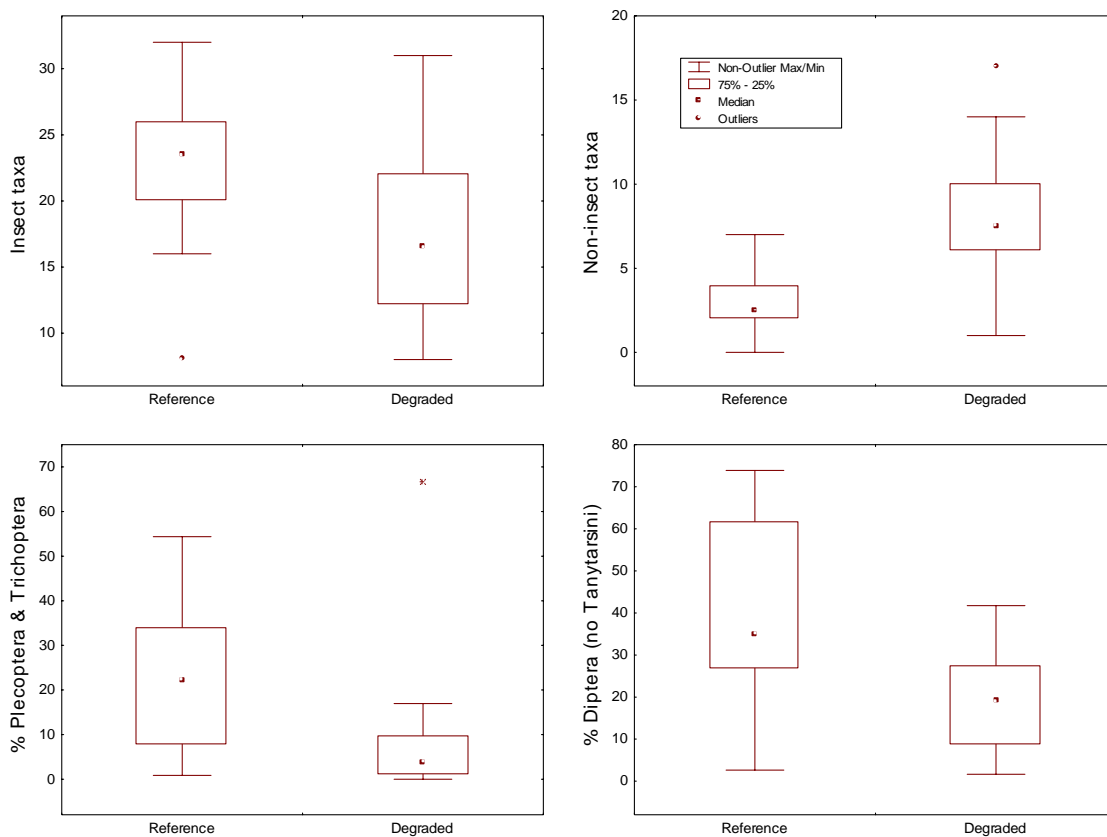 30
25
20
15
10
Insect taxa
Reference Degraded
20
15
10
5
0
Non-insect taxa
Non-Outlier Max/Min
75% - 25%
Median
Outliers
Reference Degraded
70
60
50
40
30
20
10
0
% Plecoptera & Trichoptera
Reference Degraded
80
70
60
50
40
30
20
10
0
% Diptera (no Tanytarsini)
Reference Degraded